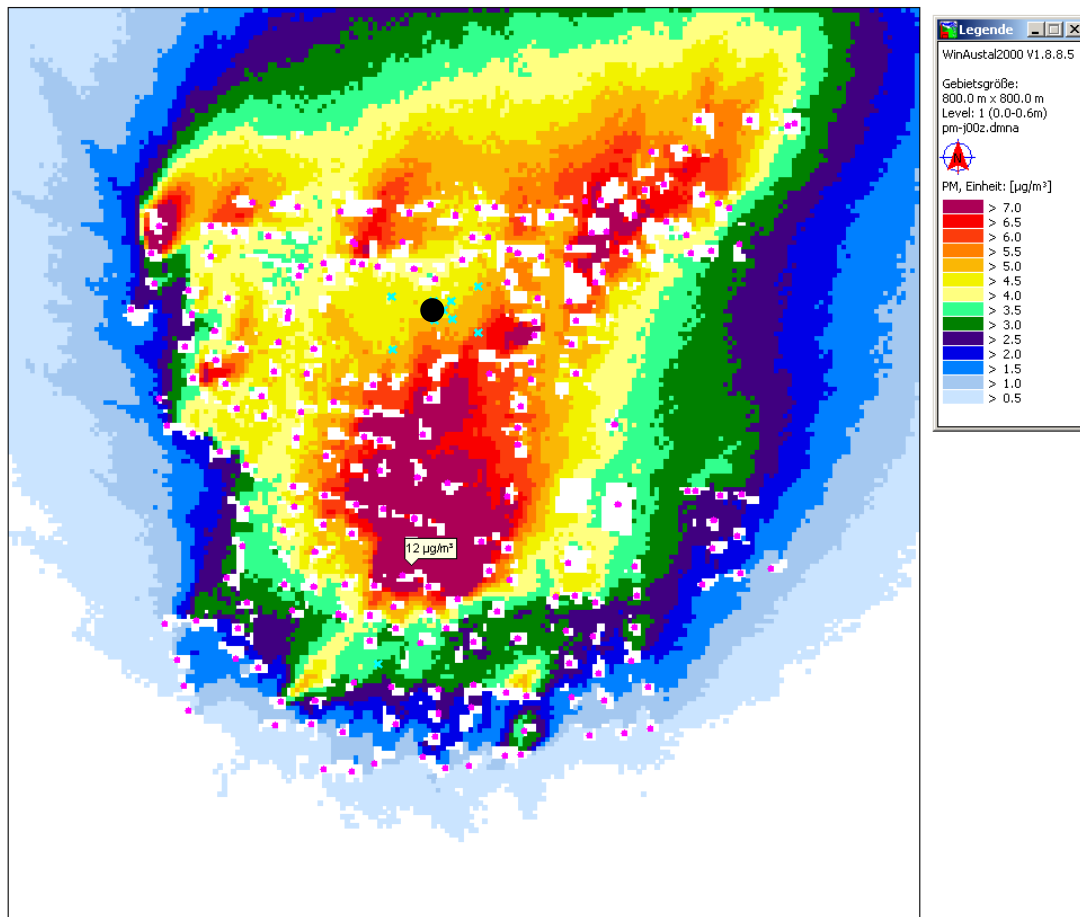 Legende
WinAustal2000 V1.8.8.5
Gebietsgröße:
800.0 m x 800.0 m
Level: 1 (0.0-0.6m)
pm-j00z.dmna
N
PM, Einheit: [µg/m³]
> 7.0
> 6.5
> 6.0
> 5.5
> 5.0
> 4.5
> 4.0
> 3.5
> 3.0
> 2.5
> 2.0
> 1.5
> 1.0
> 0.5
12 µg/m³